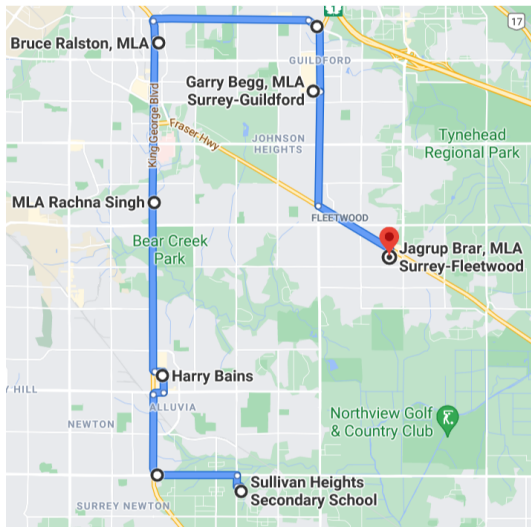 1
17
Bruce Ralston, MLA
GUILDFORD
Garry Begg, MLA
Surrey-Guildford
King George Blvd
Fraser Hwy
JOHNSON
HEIGHTS
Tynehead
Regional Park
MLA Rachna Singh
FLEETWOOD
Bear Creek
Park
Jagrup Brar, MLA
Surrey-Fleetwood
Harry Bains
Y HILL
ALLUVIA
NEWTON
Northview Golf
& Country Club
Sullivan Heights
Secondary School
SURREY NEWTON